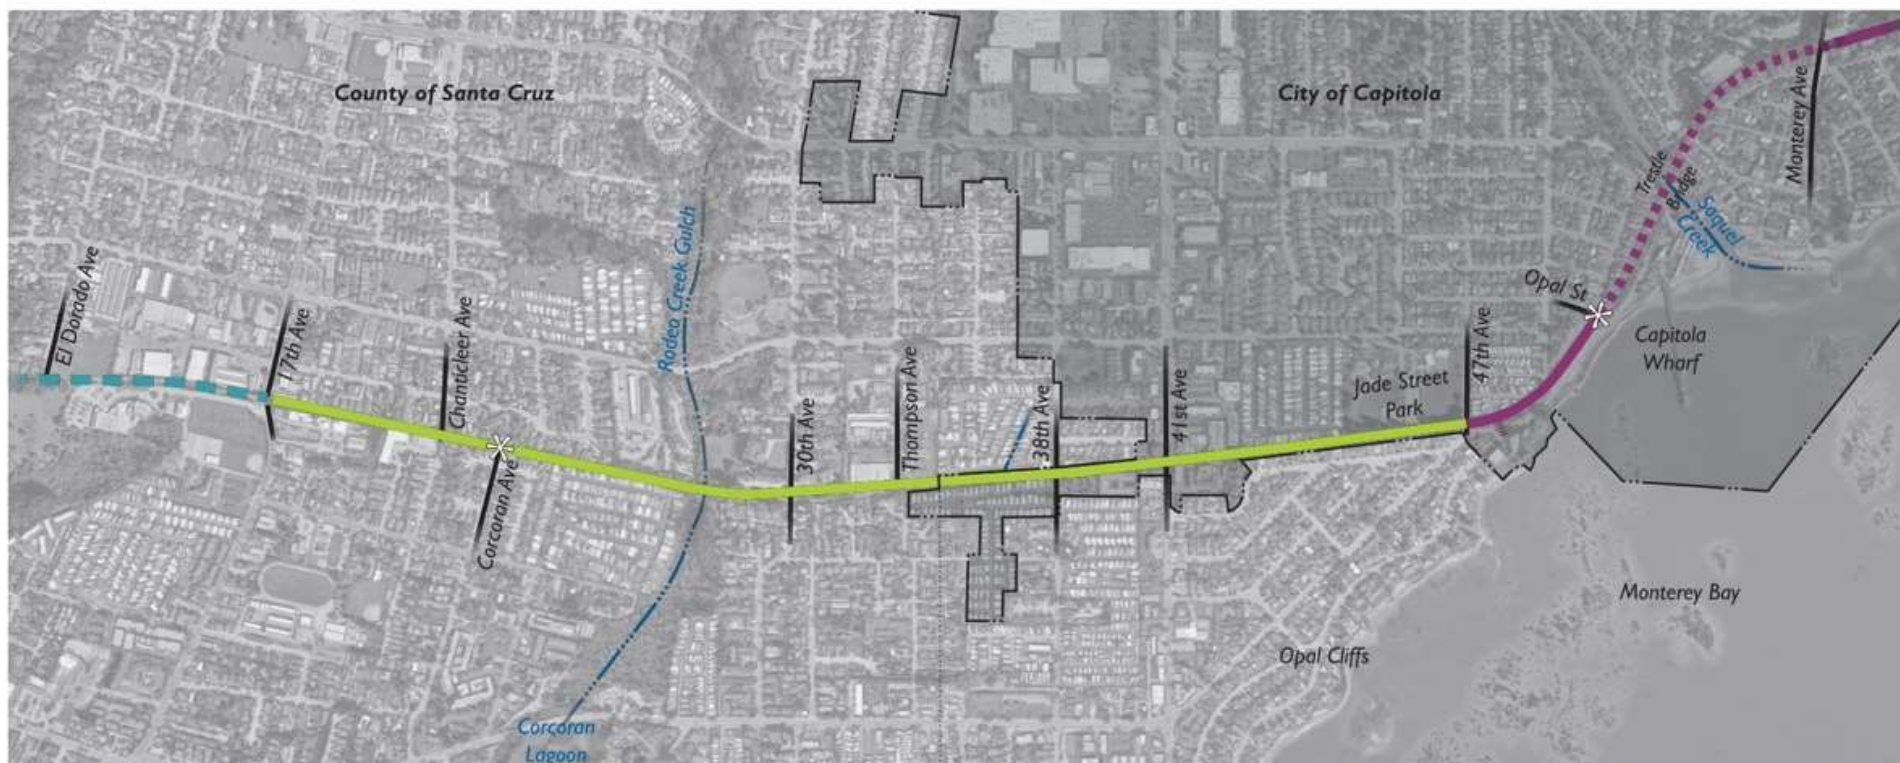 County of Santa Cruz
City of Capitola
El Dorado Ave
17th Ave
Chanticleer Ave
Corcoran Ave
Rodeo Creek Gulch
Corcoran
Lagoon
30th Ave
Thompson Ave
38th Ave
41st Ave
Jade Street
Park
47th Ave
Opal St
Trestle
Bridge
Soquel
Creek
Monterey Ave
Capitola
Wharf
Monterey Bay
Opal Cliffs